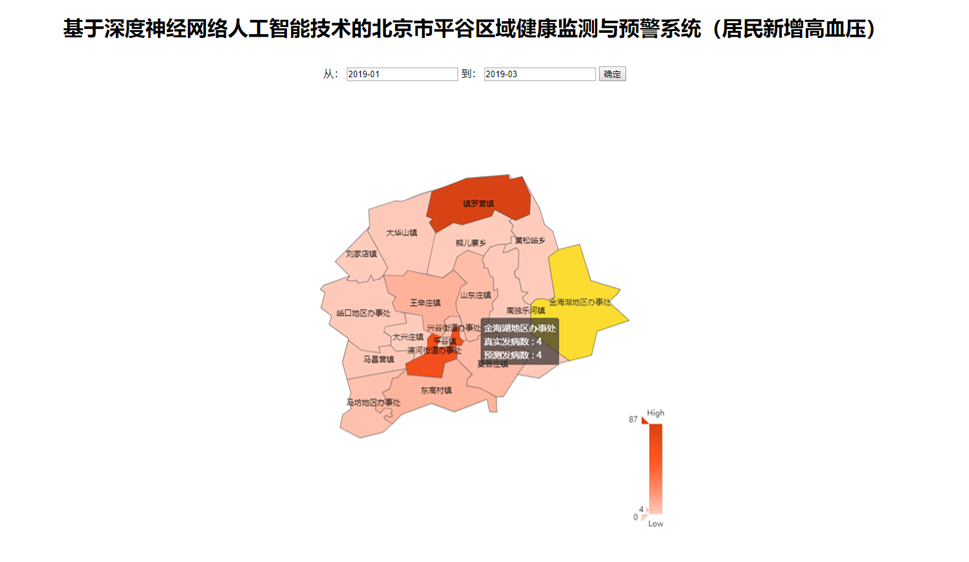 基于深度神经网络人工智能技术的北京市平谷区域健康监测与预警系统（居民新增高血压）
从： 2019-01 到： 2019-03 确定
镇罗营镇
大华山镇
熊儿寨乡
黄松峪乡
刘家店镇
山东庄镇
王辛庄镇
金海湖地区办事处
峪口地区办事处
南独乐河镇
兴谷街道办事处
金海湖地区办事处
大兴庄镇
平谷镇
真实发病数 : 4
滨河街道办事处
预测发病数 : 4
马昌营镇
夏各庄镇
东高村镇
马坊地区办事处
High
87
4
0
Low